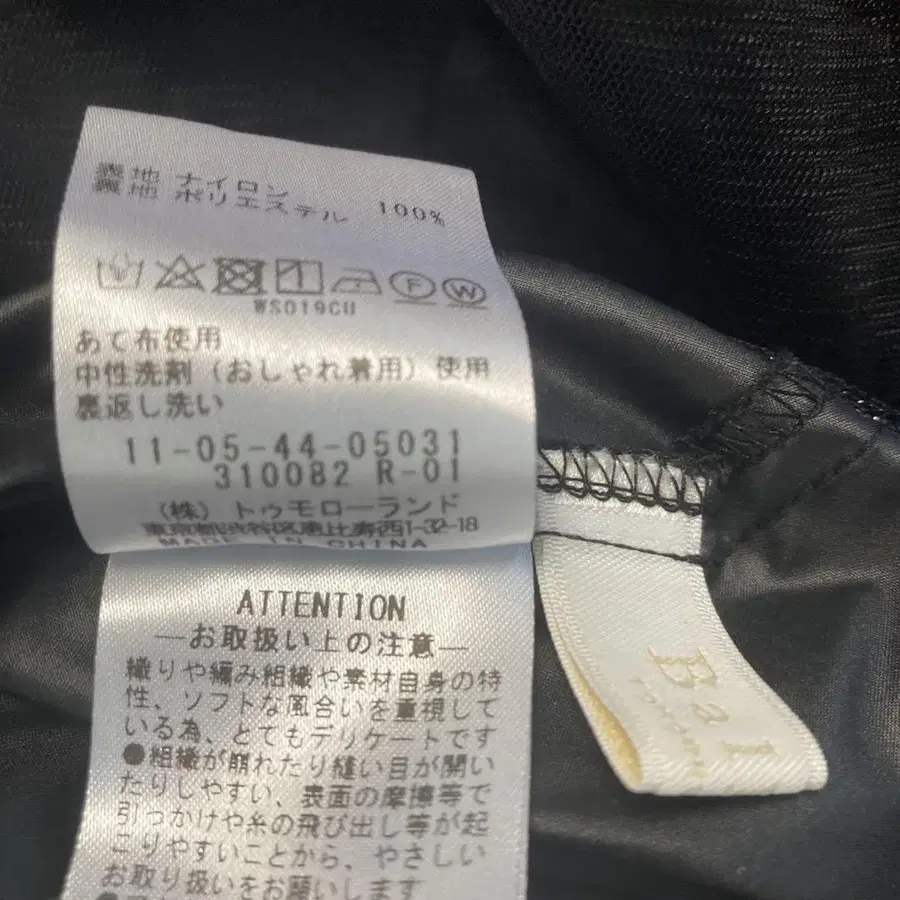 表地 ナイロン
裏地 ポリエステル 100%
WS019CU
あて布使用
中性洗剤（おしゃれ着用）使用
裏返し洗い
11-05-44-05031
310082 R-01
（株）トゥモローランド
東京都渋谷区恵比寿西1-32-18
MADE IN CHINA
ATTENTION
―お取扱い上の注意―
織りや編み組織や素材自身の特
性、ソフトな風合いを重視して
いる為、とてもデリケートです
●組織が崩れたり縫い目が開い
たりしやすい、表面の摩擦等で
引つかけや糸の飛び出し等が起
こりやすいことから、やさしい
お取り扱いをお願いします
Bal